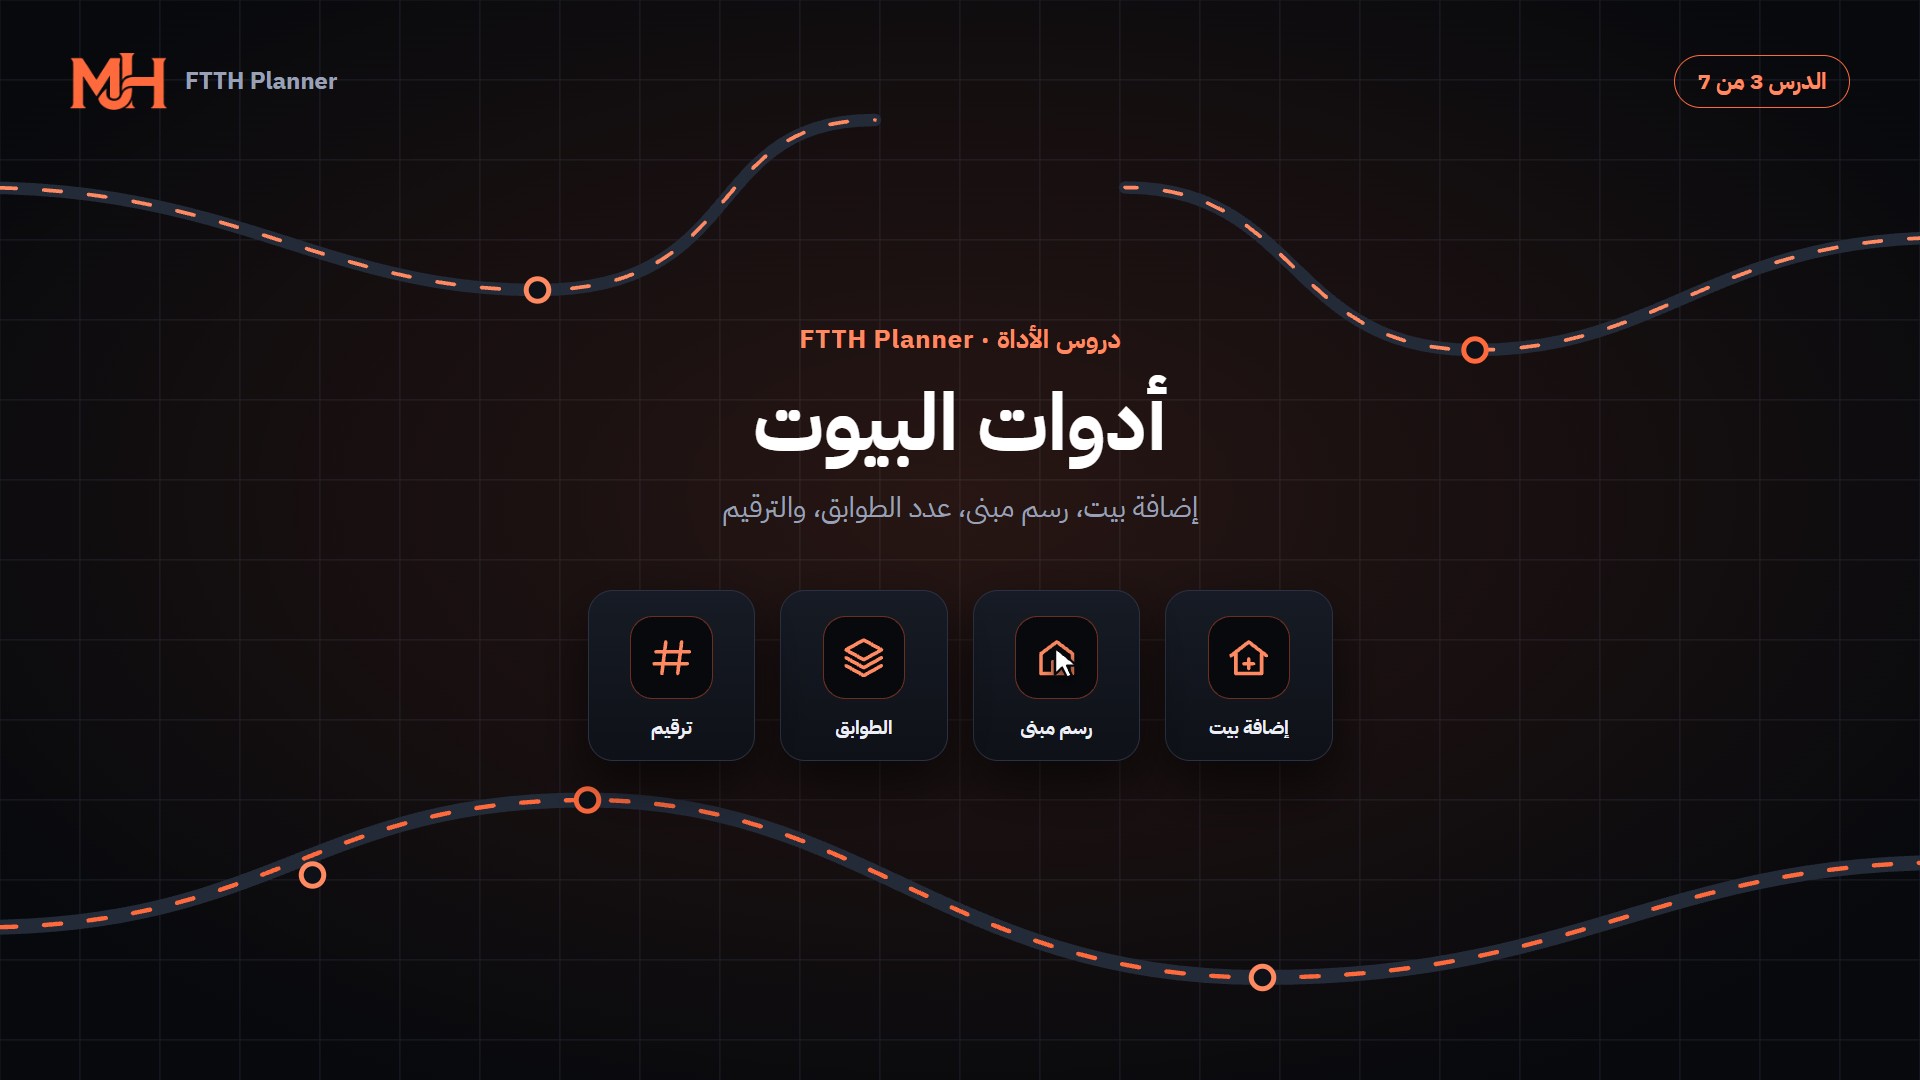 MH FTTH Planner
الدرس 3 من 7
دروس الأداة · FTTH Planner
أدوات البيوت
إضافة بيت، رسم مبنى، عدد الطوابق، والترقيم
إضافة بيت
رسم مبنى
الطوابق
ترقيم